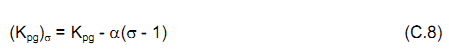 (Kpg)σ = Kpg - α(σ - 1) (C.8)